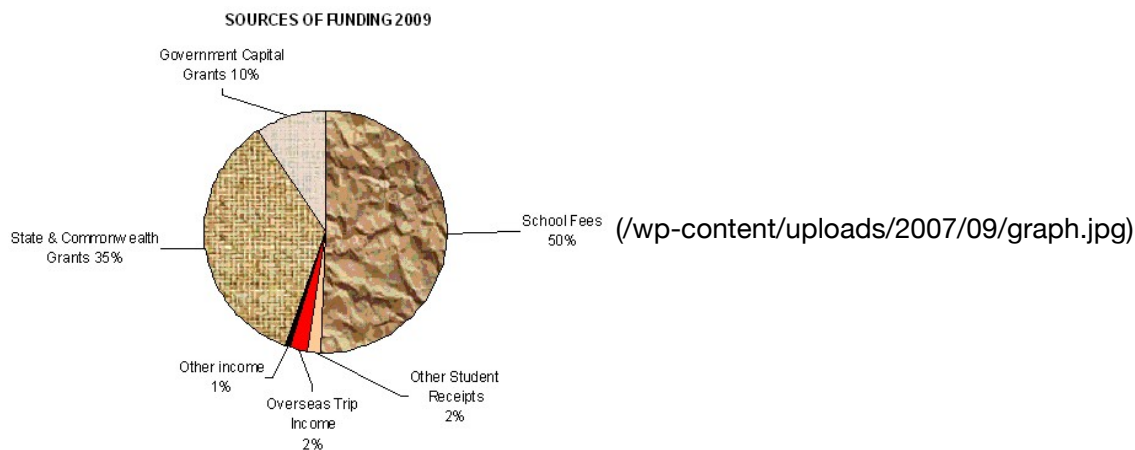 SOURCES OF FUNDING 2009
Government Capital
Grants 10%
State & Commonwealth
Grants 35%
School Fees
50%
(/wp-content/uploads/2007/09/graph.jpg)
Other income
1%
Overseas Trip
Income
2%
Other Student
Receipts
2%